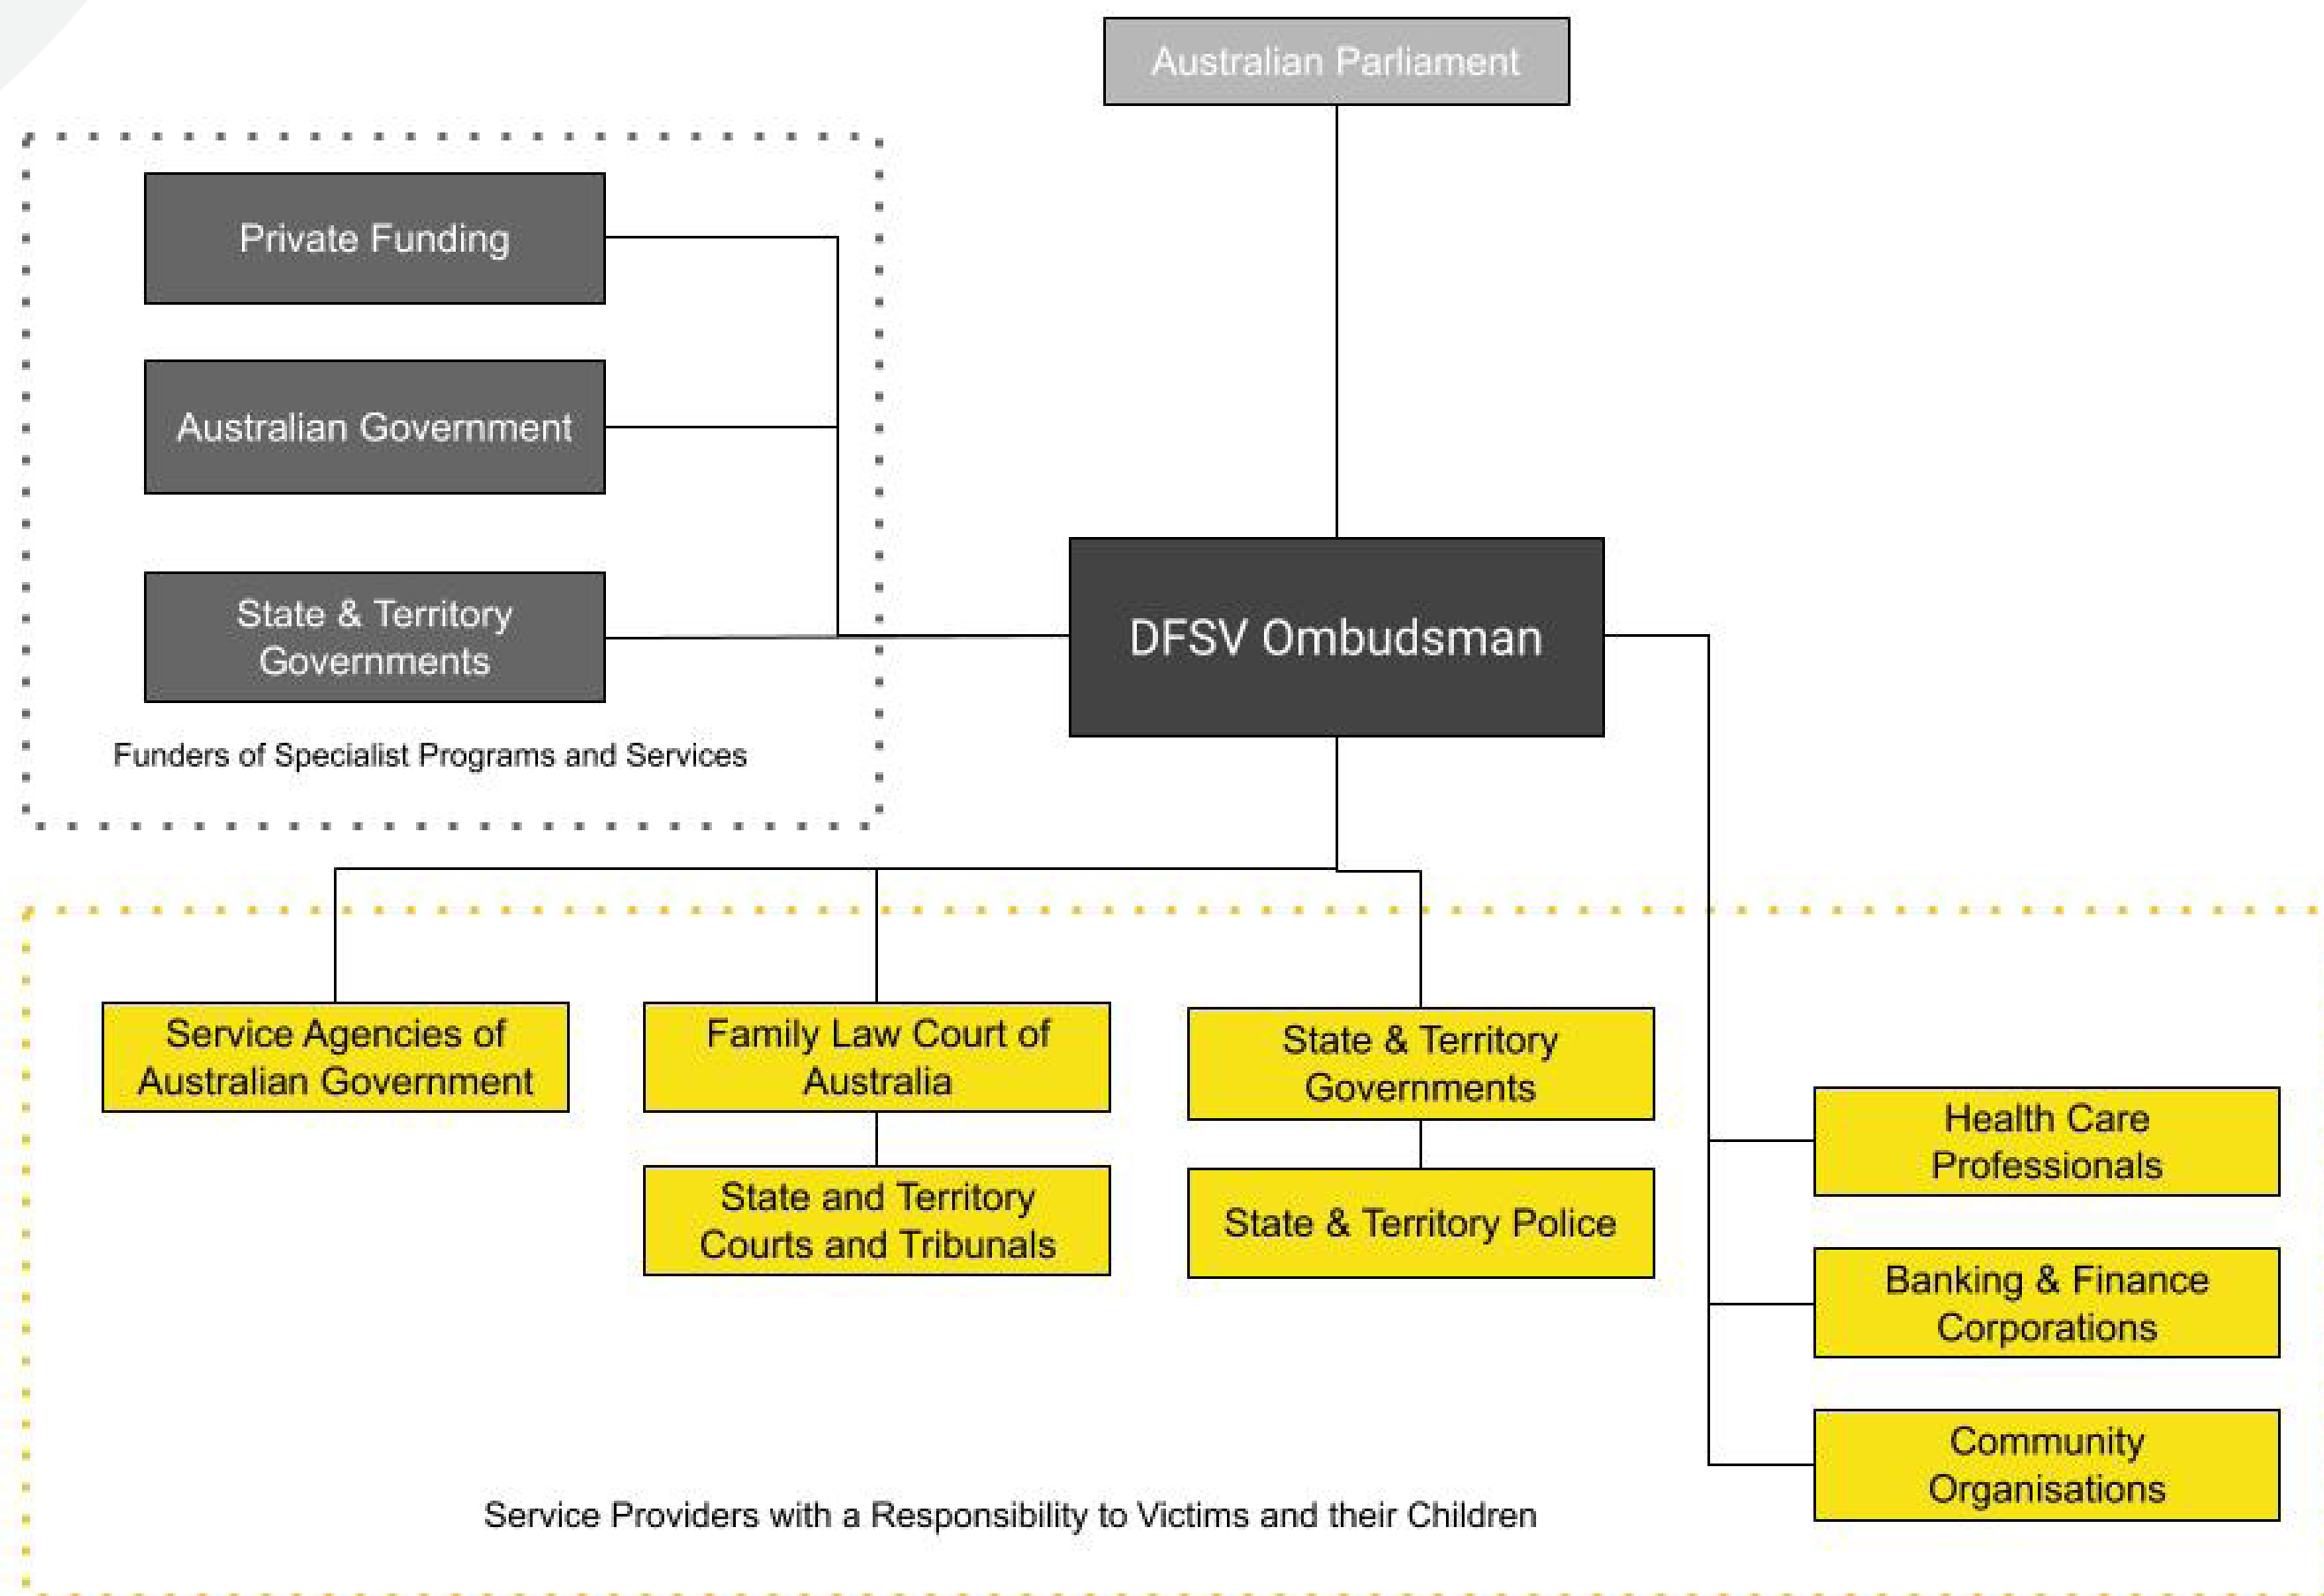 Australian Parliament
Private Funding
Australian Government
State & Territory
Governments
Funders of Specialist Programs and Services
DFSV Ombudsman
Service Agencies of
Australian Government
Family Law Court of
Australia
State and Territory
Courts and Tribunals
State & Territory
Governments
State & Territory Police
Health Care
Professionals
Banking & Finance
Corporations
Community
Organisations
Service Providers with a Responsibility to Victims and their Children